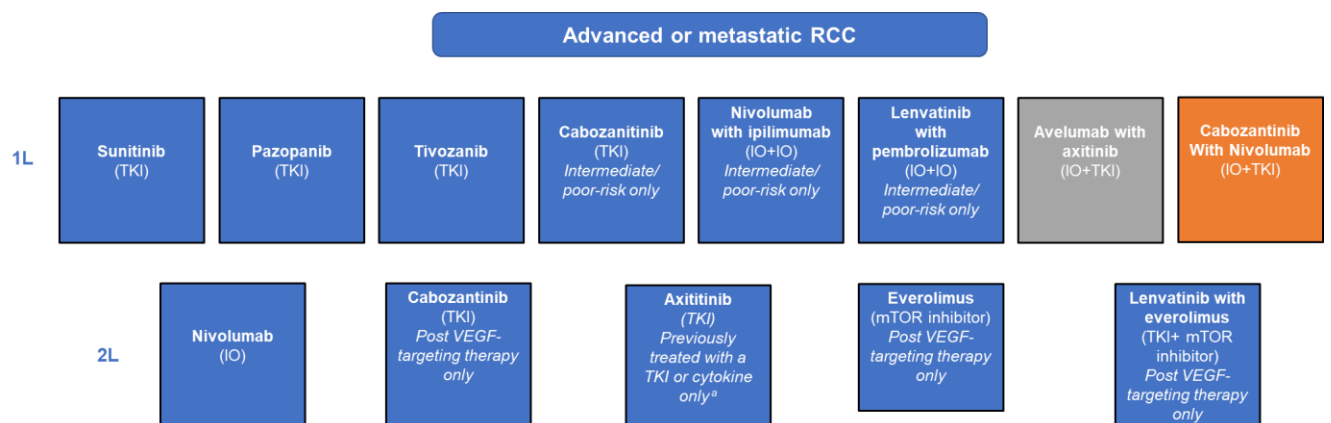 Advanced or metastatic RCC
1L
Sunitinib
(TKI)
Pazopanib
(TKI)
Tivozanib
(TKI)
Cabozanitinib
(TKI)
Intermediate/
poor-risk only
Nivolumab
with ipilimumab
(IO+IO)
Intermediate/
poor-risk only
Lenvatinib
with
pembrolizumab
(IO+IO)
Intermediate/
poor-risk only
Avelumab with
axitinib
(IO+TKI)
Cabozantinib
With Nivolumab
(IO+TKI)
2L
Nivolumab
(IO)
Cabozantinib
(TKI)
Post VEGF-
targeting therapy
only
Axititinib
(TKI)
Previously
treated with a
TKI or cytokine
only a
Everolimus
(mTOR inhibitor)
Post VEGF-
targeting therapy
only
Lenvatinib with
everolimus
(TKI+ mTOR
inhibitor)
Post VEGF-
targeting therapy
only